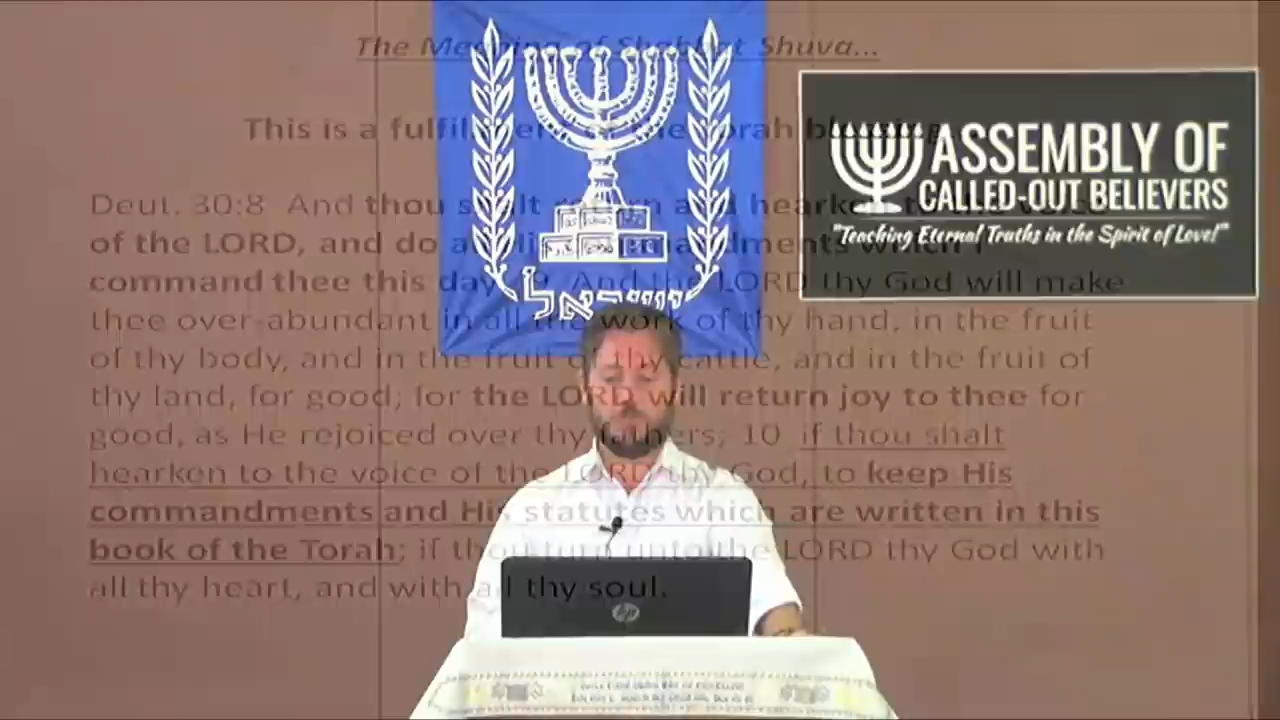 The Meaning of Shabbat Shuva...
This is a fulfillment of the Torah blessing
Deut. 30:8 And thou shalt return and hearken to the voice
of the LORD, and do all His commandments which I
command thee this day. 9 And the LORD thy God will make
thee over-abundant in all the work of thy hand, in the fruit
of thy body, and in the fruit of thy cattle, and in the fruit of
thy land, for good; for the LORD will return joy to thee for
good, as He rejoiced over thy fathers; 10 if thou shalt
hearken to the voice of the LORD thy God, to keep His
commandments and His statutes which are written in this
book of the Torah; if thou turn unto the LORD thy God with
all thy heart, and with all thy soul.
ישראל
ASSEMBLY OF
CALLED-OUT BELIEVERS
"Teaching Eternal Truths in the Spirit of Love!"
hp